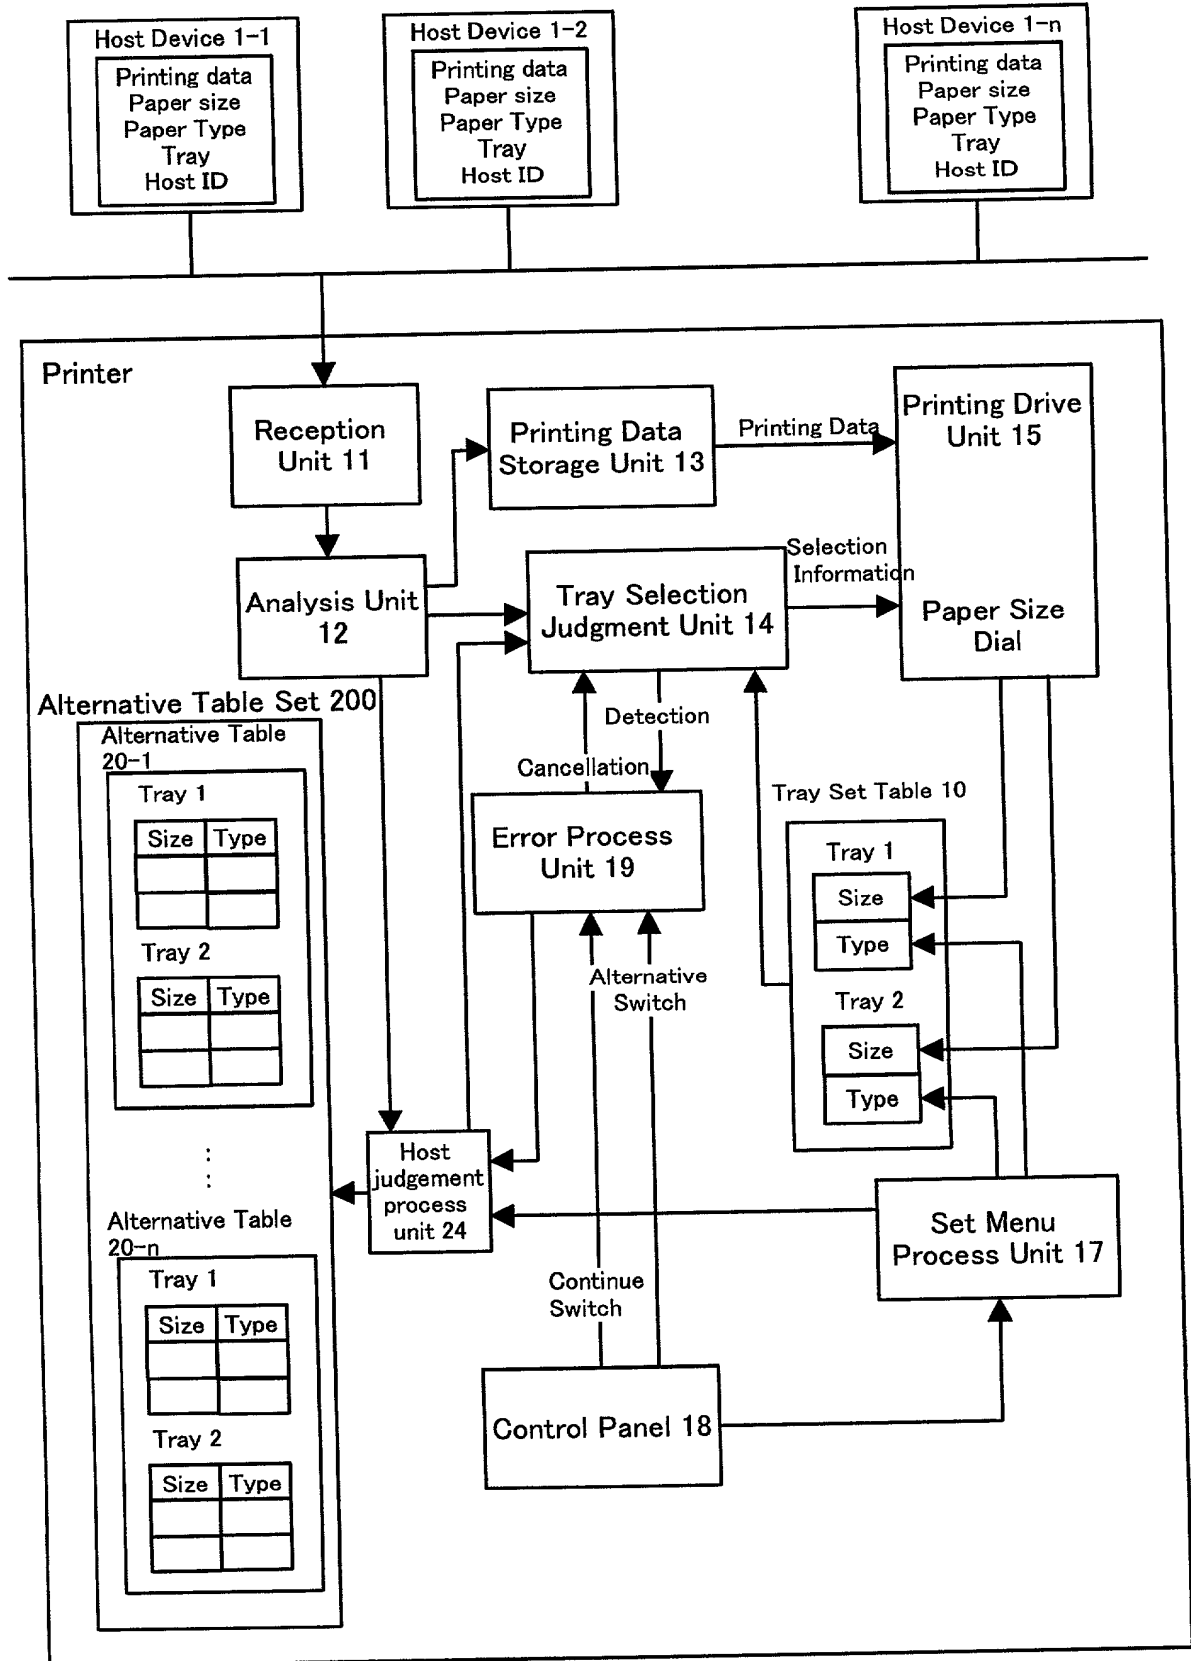 Host Device 1-1
Printing data
Paper size
Paper Type
Tray
Host ID
Host Device 1-2
Printing data
Paper size
Paper Type
Tray
Host ID
Host Device 1-n
Printing data
Paper size
Paper Type
Tray
Host ID
Printer
Reception
Unit 11
Printing Data
Storage Unit 13
Printing Data
Printing Drive
Unit 15
Paper Size
Dial
Analysis Unit
12
Tray Selection
Judgment Unit 14
Selection
Information
Alternative Table Set 200
Alternative Table
20-1
Tray 1
Size Type
Tray 2
Size Type
Alternative Table
20-n
Tray 1
Size Type
Tray 2
Size Type
Detection
Cancellation
Error Process
Unit 19
Tray Set Table 10
Tray 1
Size
Type
Tray 2
Size
Type
Alternative
Switch
Host
judgement
process
unit 24
Set Menu
Process Unit 17
Continue
Switch
Control Panel 18